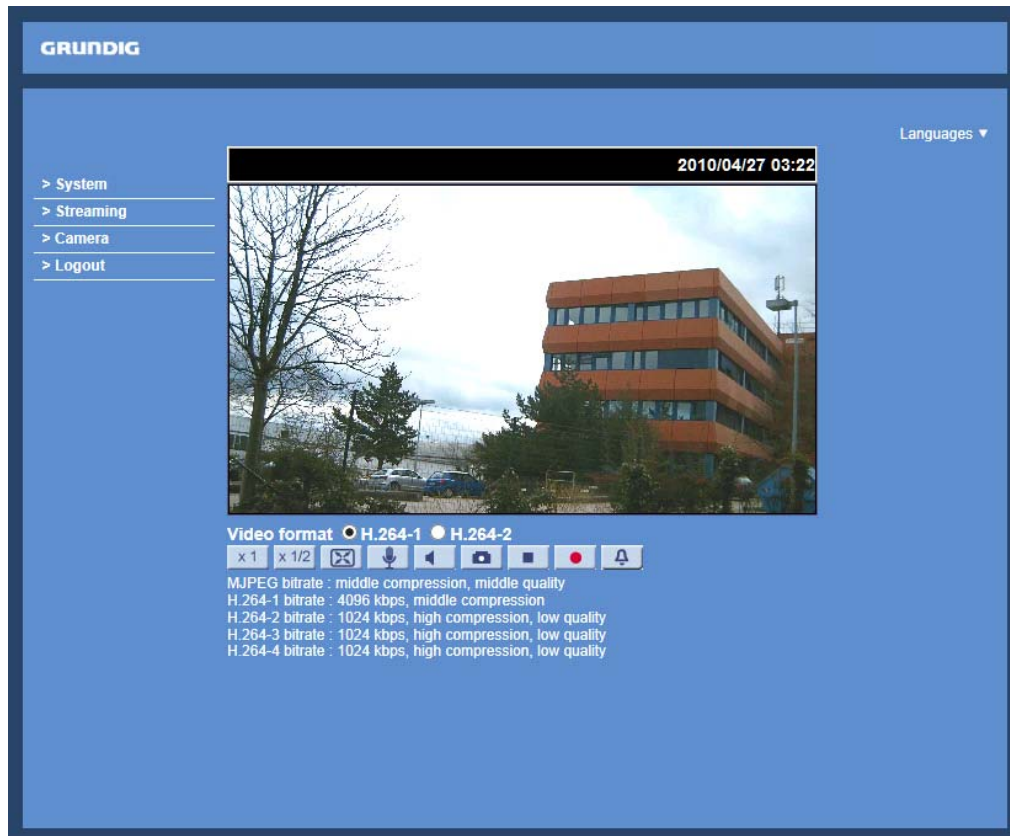 GRUNDIG
Languages ▼
2010/04/27 03:22
> System
> Streaming
> Camera
> Logout
Video format H.264-1 H.264-2
x 1 x 1/2
MJPEG bitrate : middle compression, middle quality
H.264-1 bitrate : 4096 kbps, middle compression
H.264-2 bitrate : 1024 kbps, high compression, low quality
H.264-3 bitrate : 1024 kbps, high compression, low quality
H.264-4 bitrate : 1024 kbps, high compression, low quality